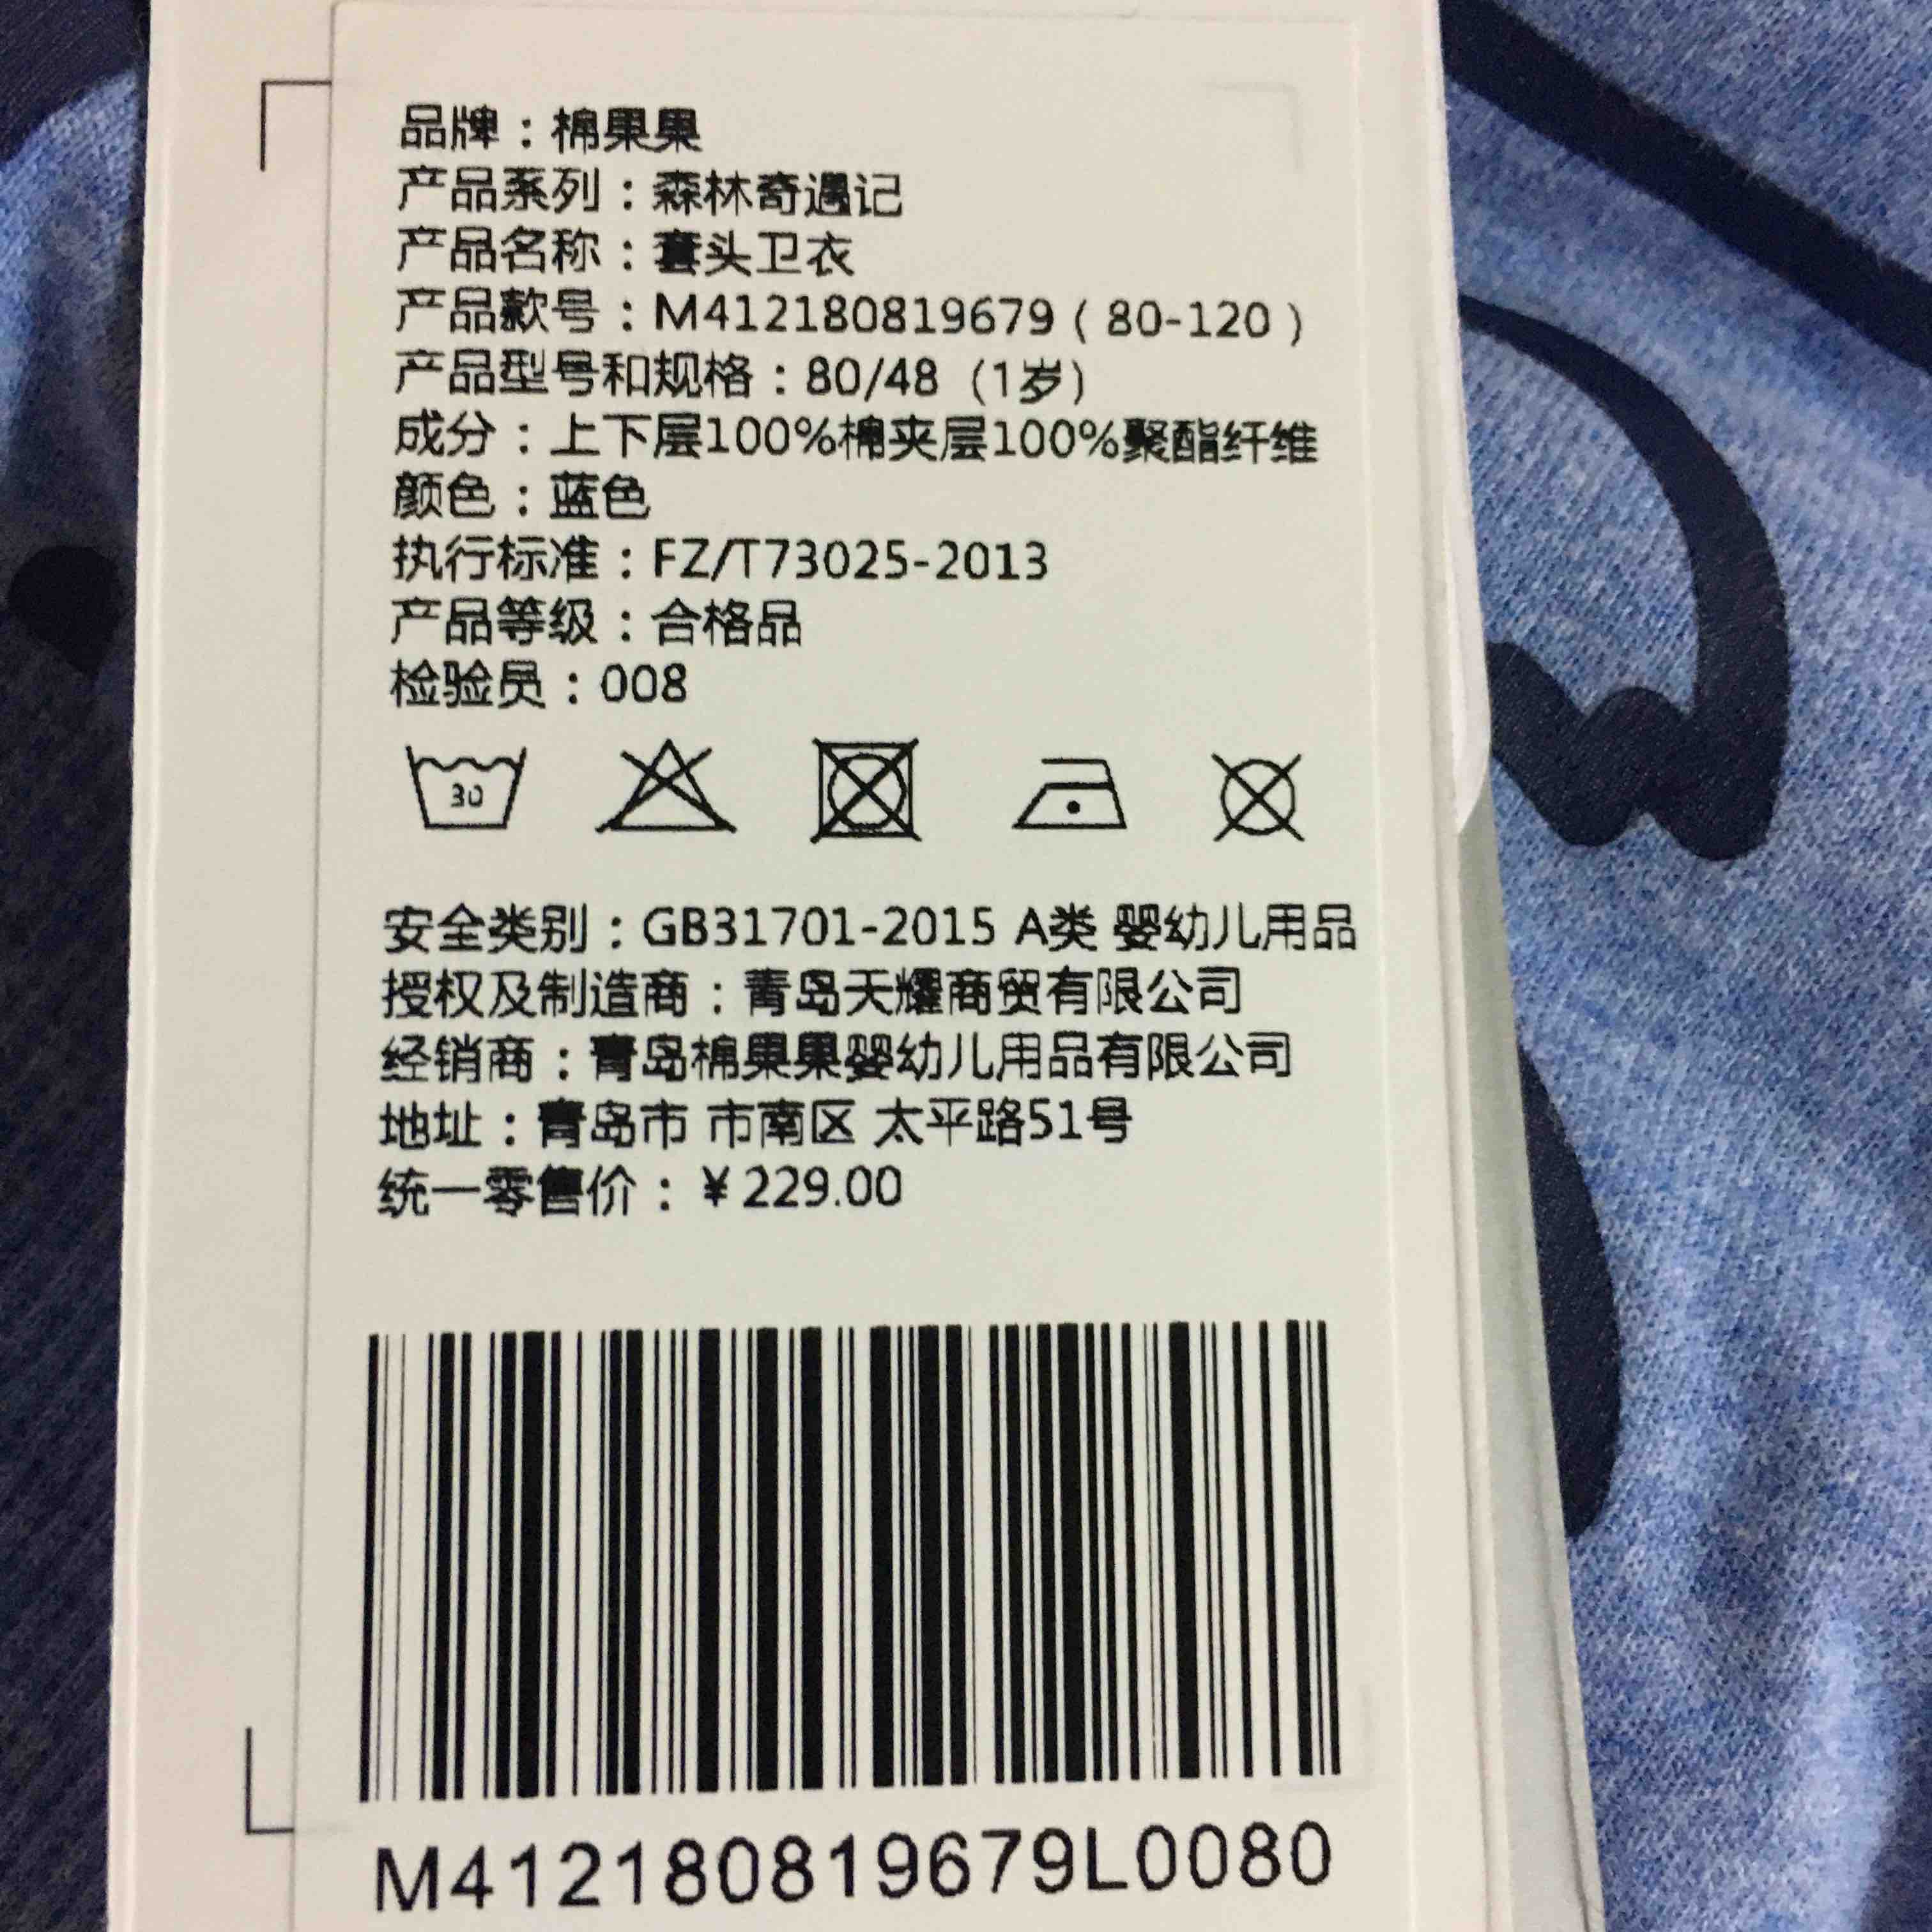 品牌：棉果果
产品系列：森林奇遇记
产品名称：套头卫衣
产品款号：M412180819679（80-120）
产品型号和规格：80/48（1岁）
成分：上下层100%棉夹层100%聚酯纤维
颜色：蓝色
执行标准：FZ/T73025-2013
产品等级：合格品
检验员：008
30
安全类别：GB31701-2015 A类 婴幼儿用品
授权及制造商：青岛天耀商贸有限公司
经销商：青岛棉果果婴幼儿用品有限公司
地址：青岛市 市南区 太平路51号
统一零售价：￥229.00
M412180819679L0080